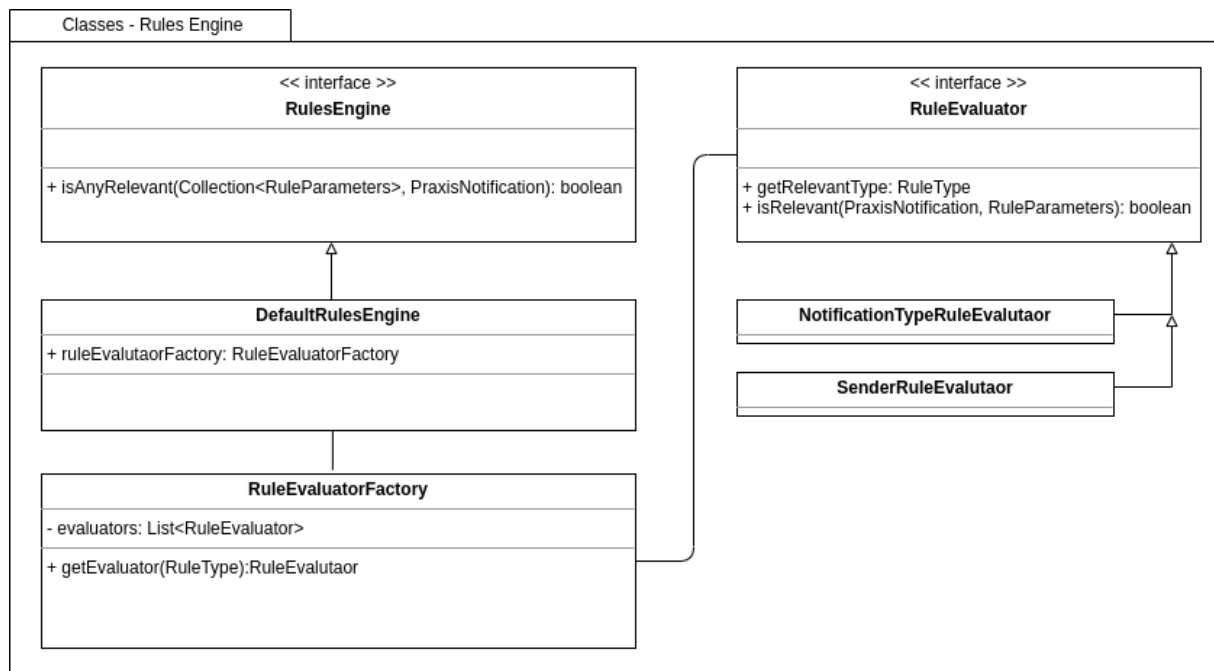 Classes - Rules Engine
<< interface >>
RulesEngine
+ isAnyRelevant(Collection<RuleParameters>, PraxisNotification): boolean
DefaultRulesEngine
+ ruleEvalutaorFactory: RuleEvaluatorFactory
RuleEvaluatorFactory
- evaluators: List<RuleEvaluator>
+ getEvaluator(RuleType):RuleEvalutaor
<< interface >>
RuleEvaluator
+ getRelevantType: RuleType
+ isRelevant(PraxisNotification, RuleParameters): boolean
NotificationTypeRuleEvalutaor
SenderRuleEvalutaor